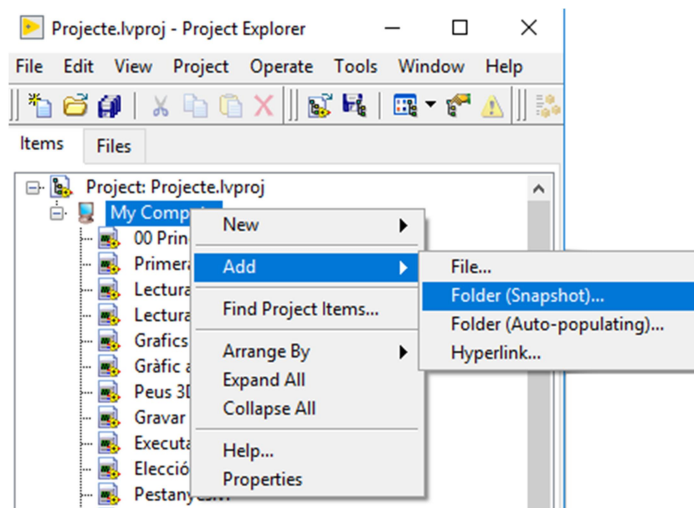 Projecte.lvproj - Project Explorer
File Edit View Project Operate Tools Window Help
Items Files
Project: Projecte.lvproj
My Comp
00 Prin
Primera
Lectura
Lectura
Grafics
Gràfic a
Peus 3D
Gravar
Executa
Elecció
Pestany
New
Add
Find Project Items...
Arrange By
Expand All
Collapse All
Help...
Properties
File...
Folder (Snapshot)...
Folder (Auto-populating)...
Hyperlink...